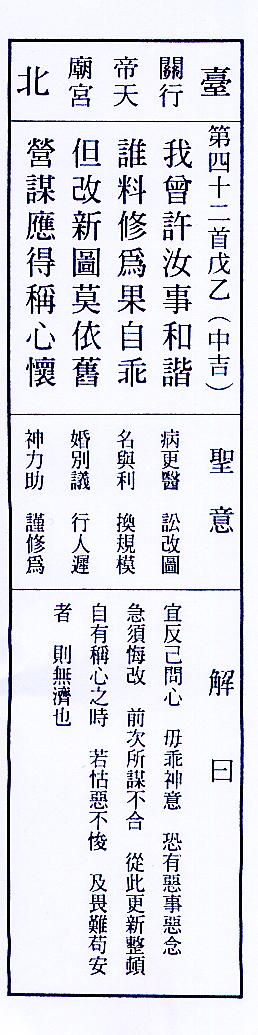 臺北
關帝廟
行天宮
第四十二首戊乙（中吉）
我曾許汝事和諧
誰料修爲果自乖
但改新圖莫依舊
營謀應得稱心懷
聖意
病更醫　訟改圖
名與利　換規模
婚別議　行人遲
神力助　謹修爲
解曰
宜反己問心　毋乖神意　恐有惡事惡念
急須悔改　前次所謀不合　從此更新整頓
自有稱心之時　若怙惡不悛　及畏難苟安
者　則無濟也